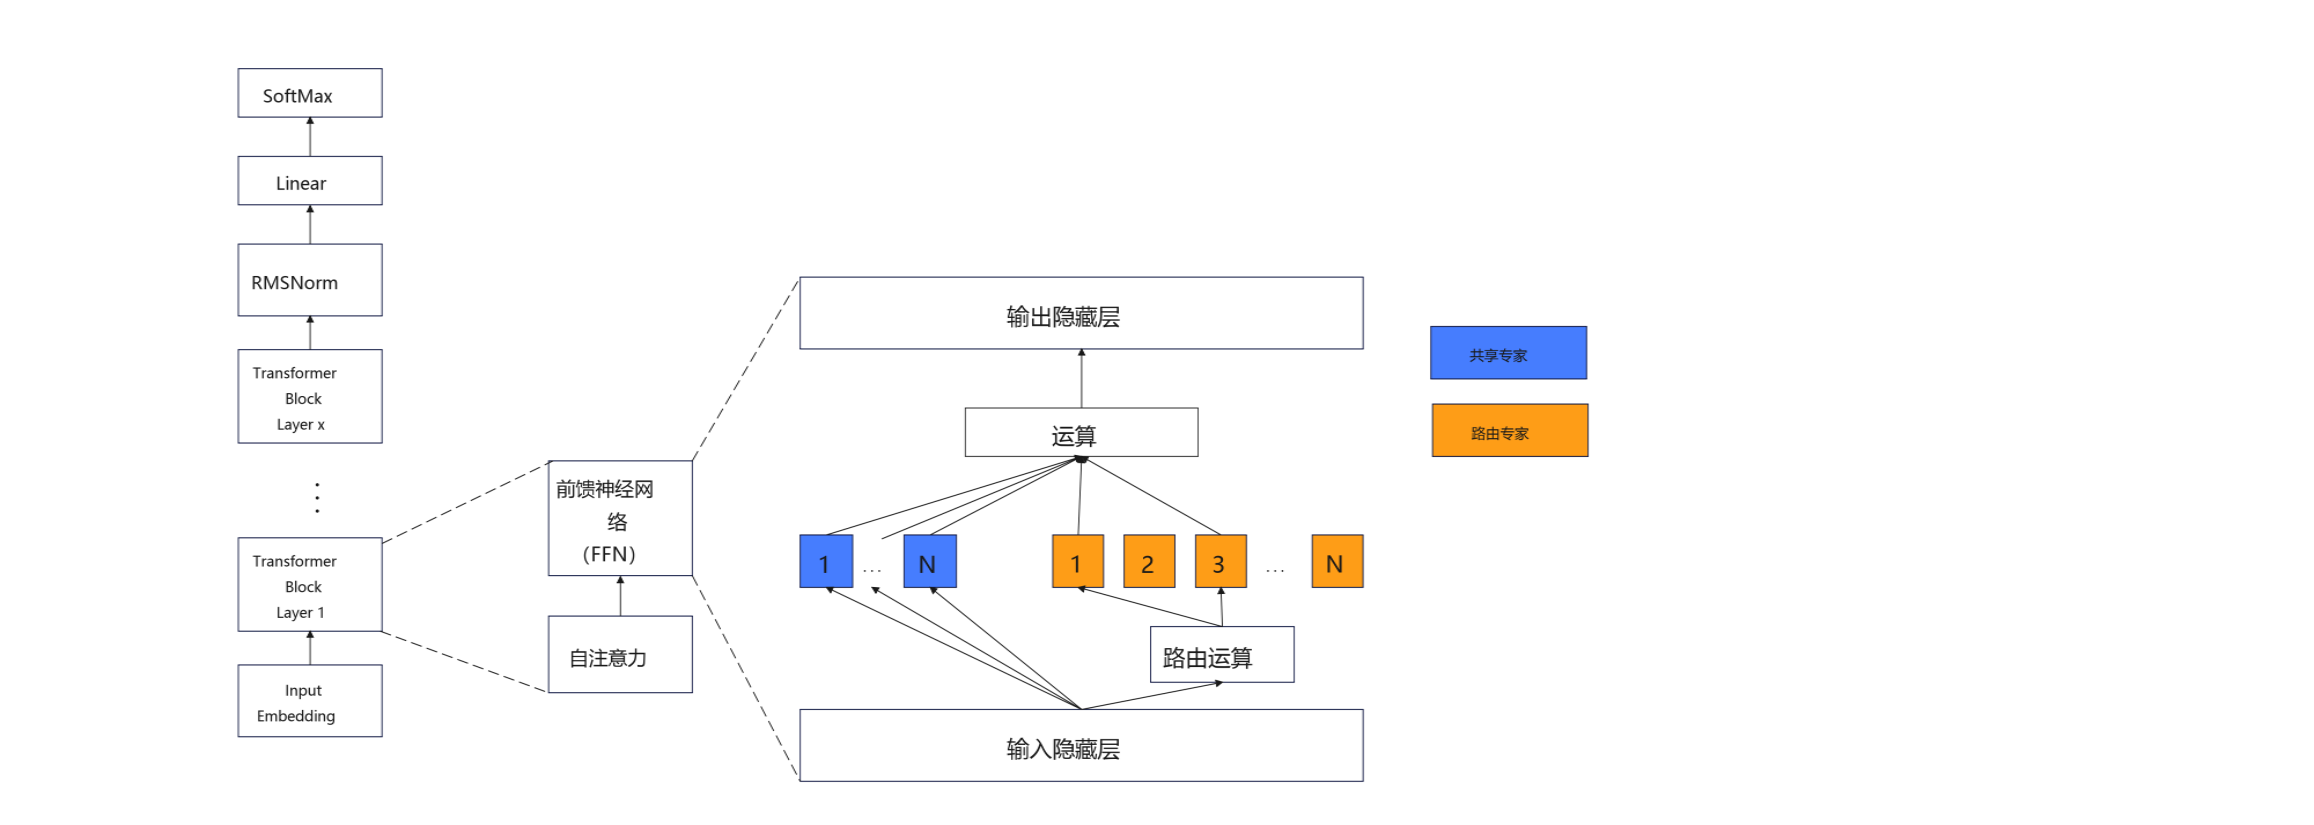 SoftMax
Linear
RMSNorm
Transformer
Block
Layer x
⋮
Transformer
Block
Layer 1
Input
Embedding
前馈神经网
络
（FFN）
自注意力
输出隐藏层
运算
1 ... N 1 2 3 ... N
路由运算
输入隐藏层
共享专家
路由专家